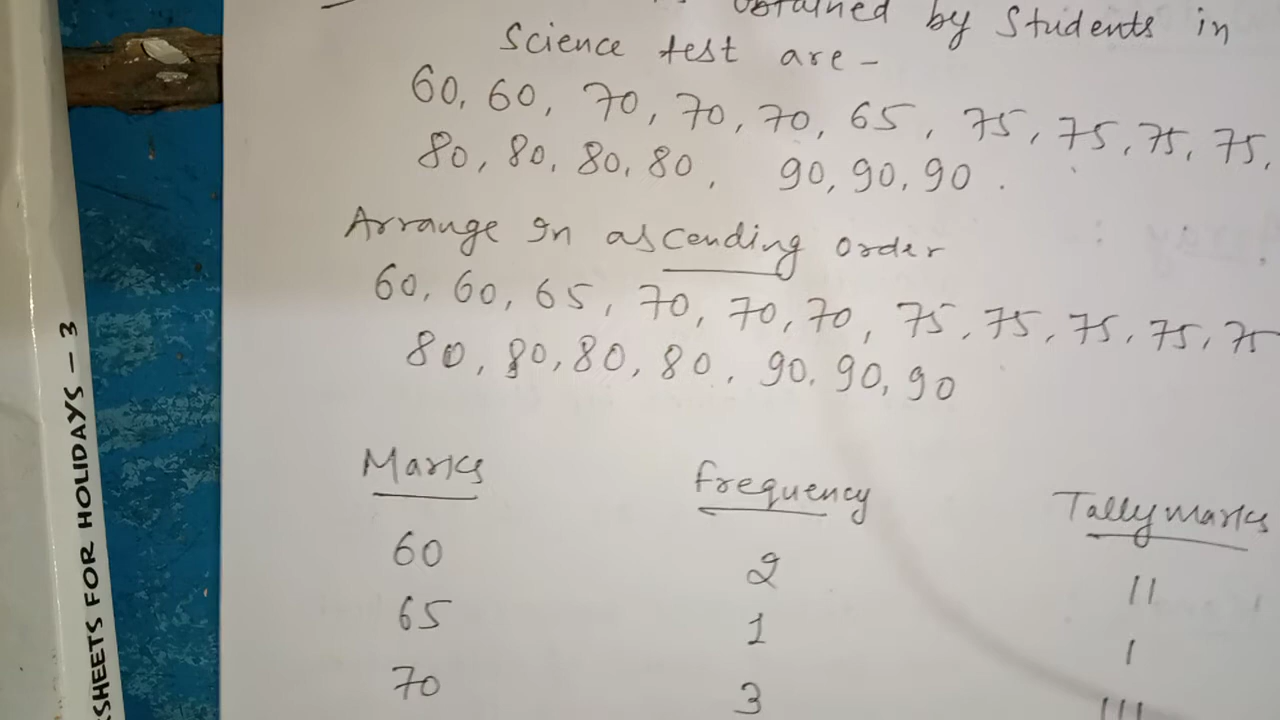 obtained by Students in
Science test are -
60, 60, 70, 70, 70, 65, 75, 75, 75, 75,
80, 80, 80, 80, 90, 90, 90.
Arrange In ascending order
60, 60, 65, 70, 70, 70, 75, 75, 75, 75, 75
80, 80, 80, 80, 90, 90, 90
Marks frequency Tally marks
60 2 ||
65 1 |
70 3 |||
SHEETS FOR HOLIDAYS - 3